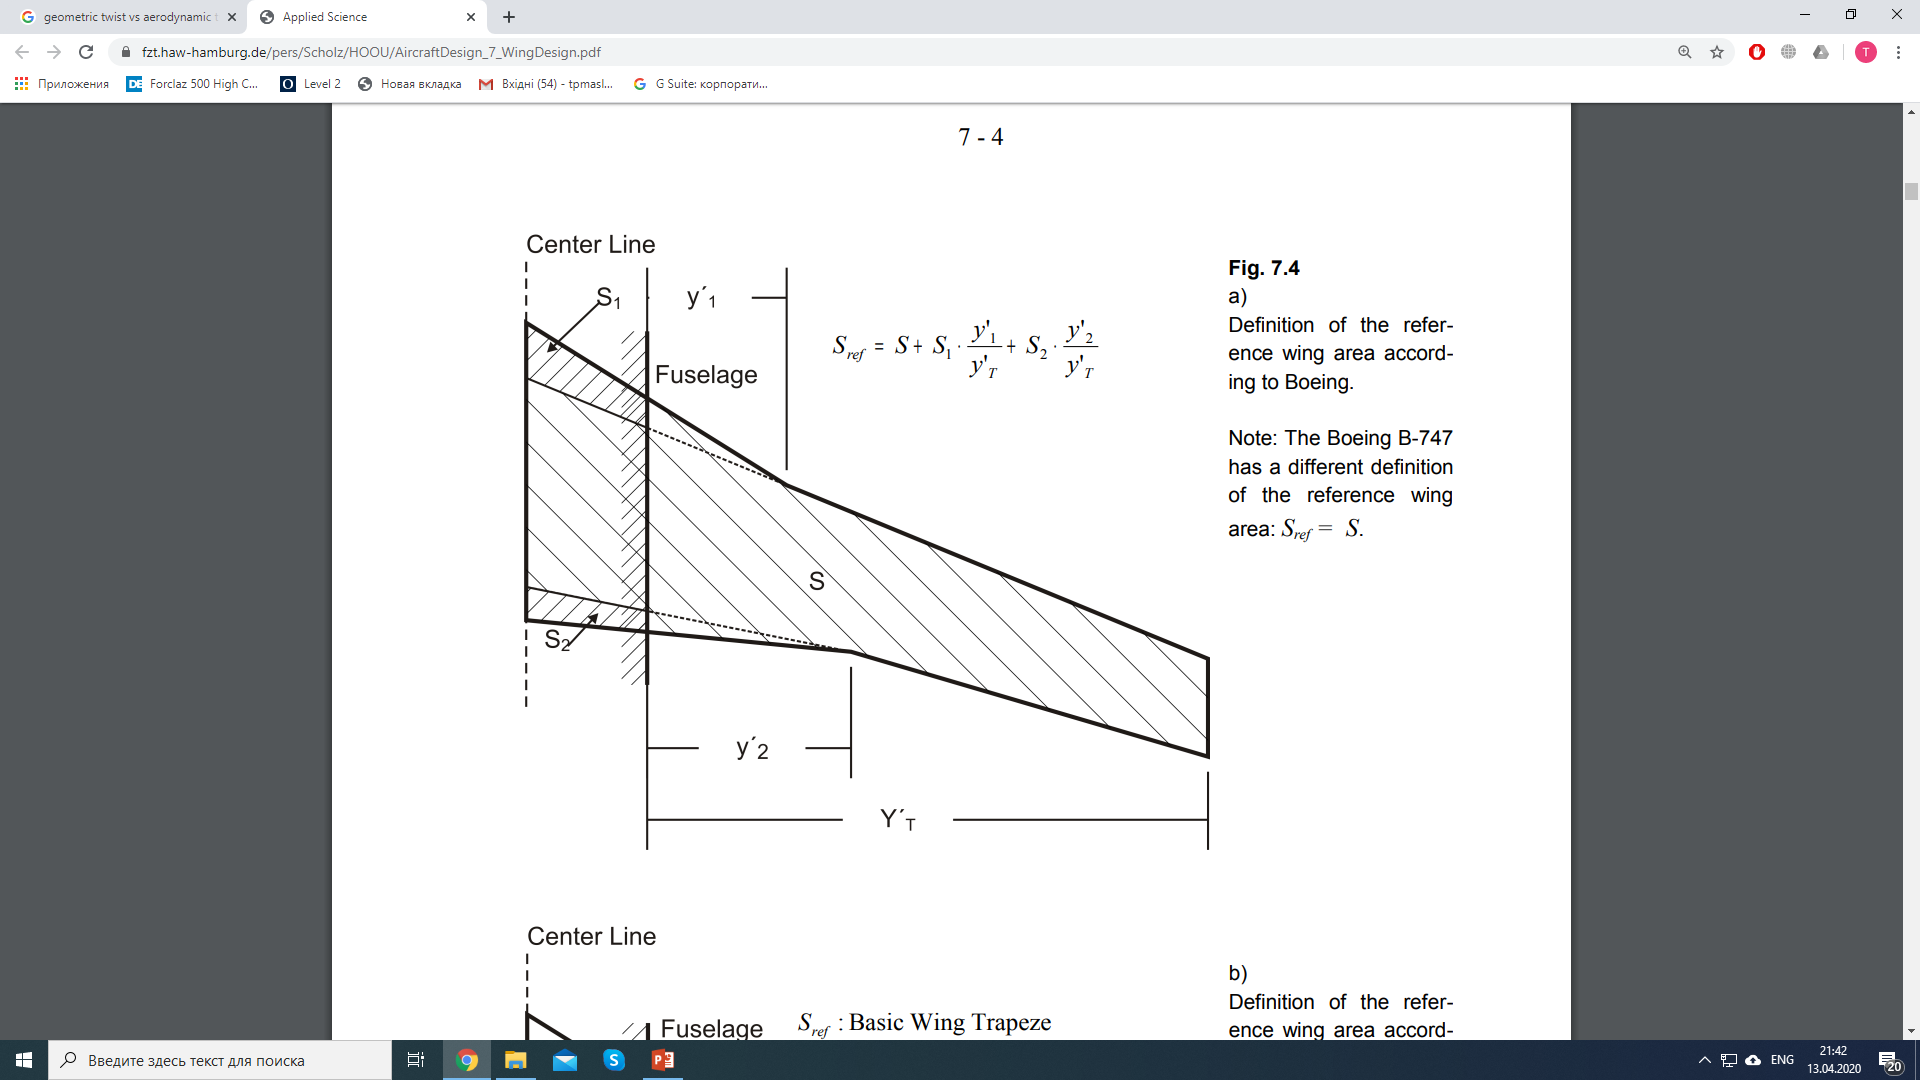 geometric twist vs aerodynamic
Applied Science
fzt.haw-hamburg.de/pers/Scholz/HOOU/AircraftDesign_7_WingDesign.pdf
T
Приложения
DE
Forclaz 500 High C...
O
Level 2
Новая вкладка
Вхідні (54) - tpmasl...
G Suite: корпорати...
7 - 4
Center Line
S1
y´1
Fuselage
Sref = S + S1 · y'1/y'T + S2 · y'2/y'T
Fig. 7.4
a)
Definition of the refer-
ence wing area accord-
ing to Boeing.
Note: The Boeing B-747
has a different definition
of the reference wing
area: Sref = S.
S
S2
y´2
Y´T
Center Line
Fuselage
Sref : Basic Wing Trapeze
b)
Definition of the refer-
ence wing area accord-
Введите здесь текст для поиска
ENG
21:42
13.04.2020
20